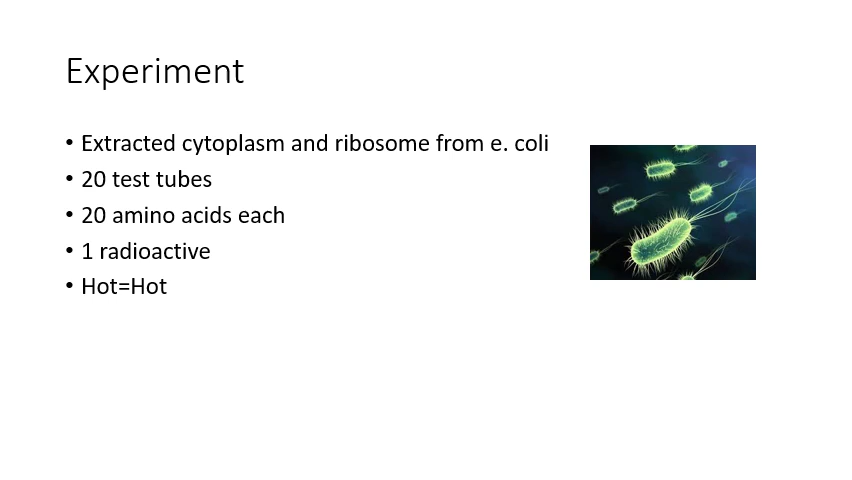 Experiment
• Extracted cytoplasm and ribosome from e. coli
• 20 test tubes
• 20 amino acids each
• 1 radioactive
• Hot=Hot